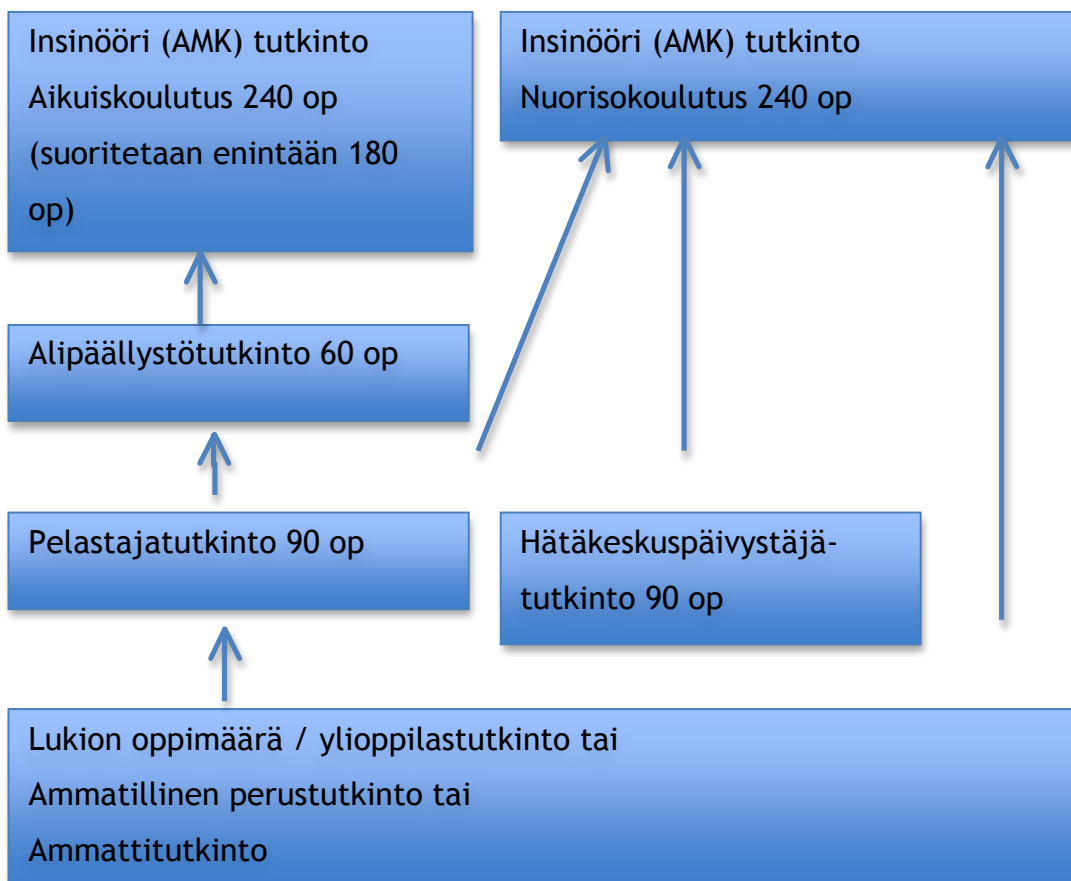 Insinööri (AMK) tutkinto
Aikuiskoulutus 240 op
(suoritetaan enintään 180
op)
Insinööri (AMK) tutkinto
Nuorisokoulutus 240 op
Alipäällystötutkinto 60 op
Pelastajatutkinto 90 op
Hätäkeskuspäivystäjä-
tutkinto 90 op
Lukion oppimäärä / ylioppilastutkinto tai
Ammatillinen perustutkinto tai
Ammattitutkinto